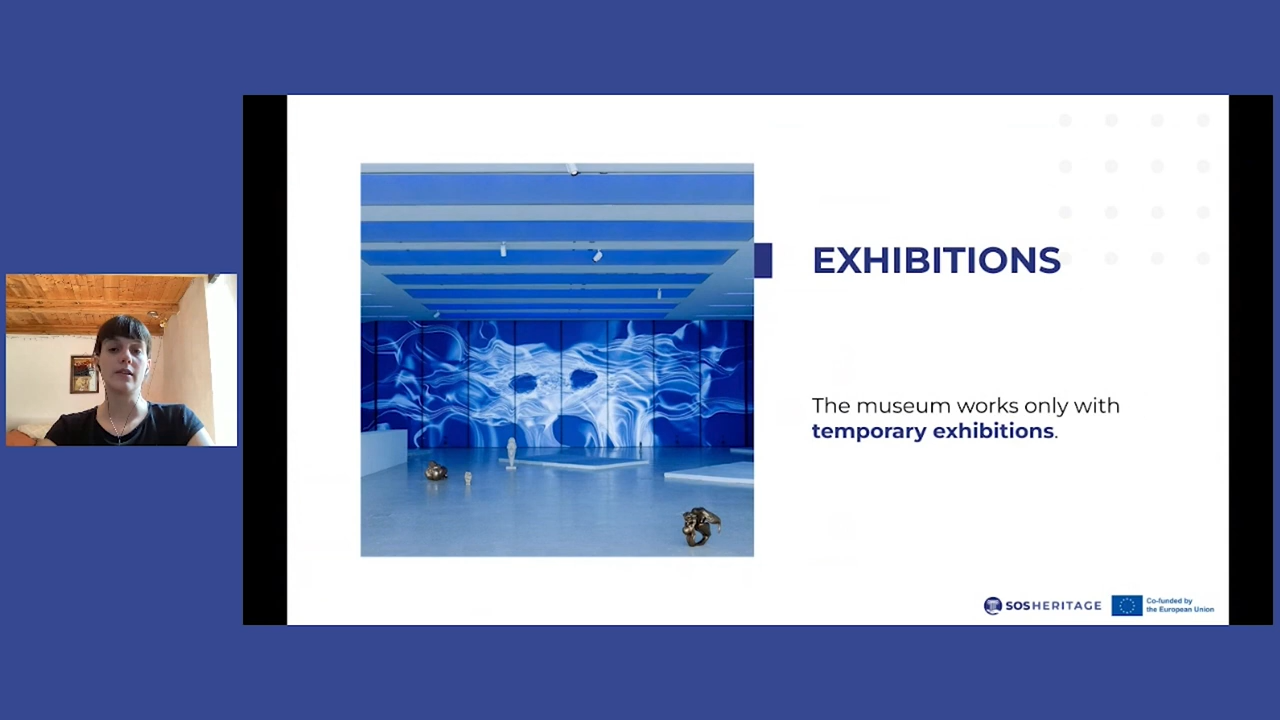 EXHIBITIONS
The museum works only with
temporary exhibitions.
SOSHERITAGE
Co-funded by
the European Union